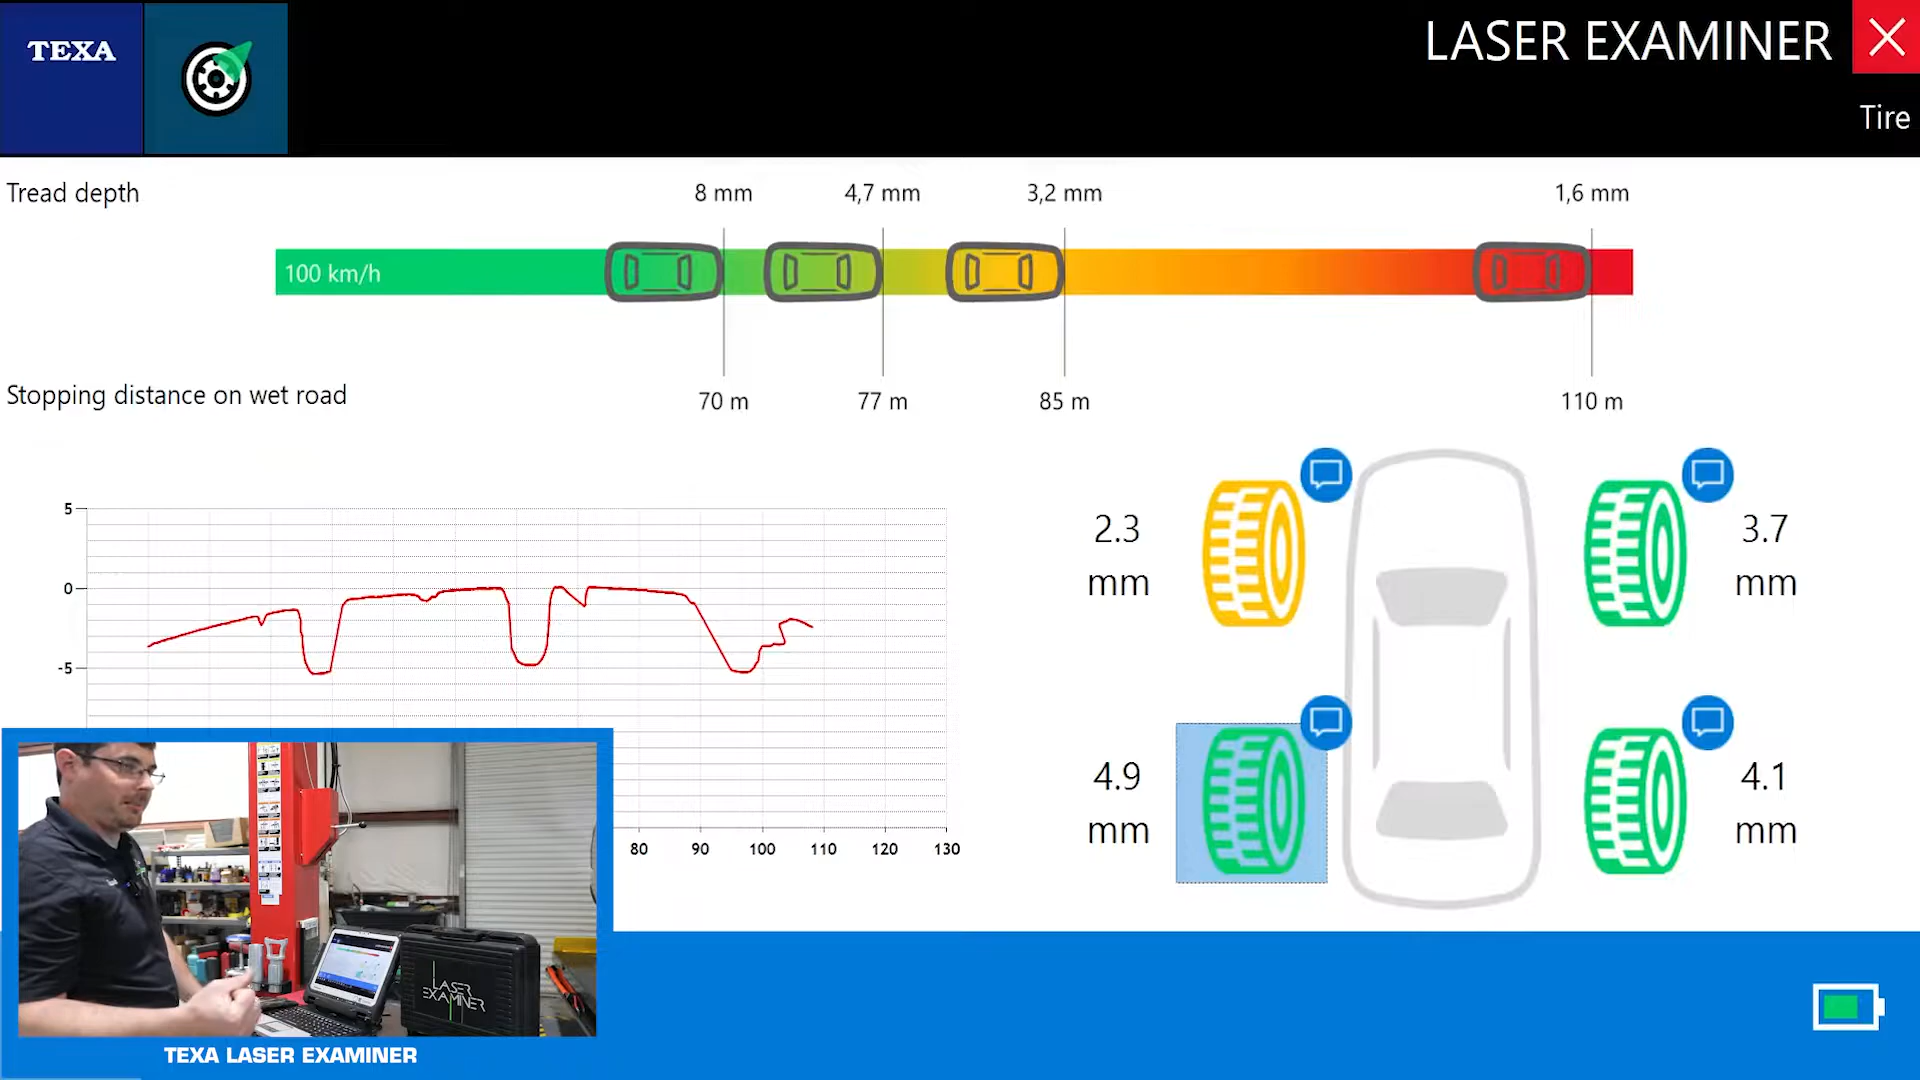 TEXA
LASER EXAMINER
Tire
Tread depth
8 mm
4,7 mm
3,2 mm
1,6 mm
100 km/h
Stopping distance on wet road
70 m
77 m
85 m
110 m
5
0
-5
80
90
100
110
120
130
2.3
mm
3.7
mm
4.9
mm
4.1
mm
LASER
EXAMINER
TEXA LASER EXAMINER